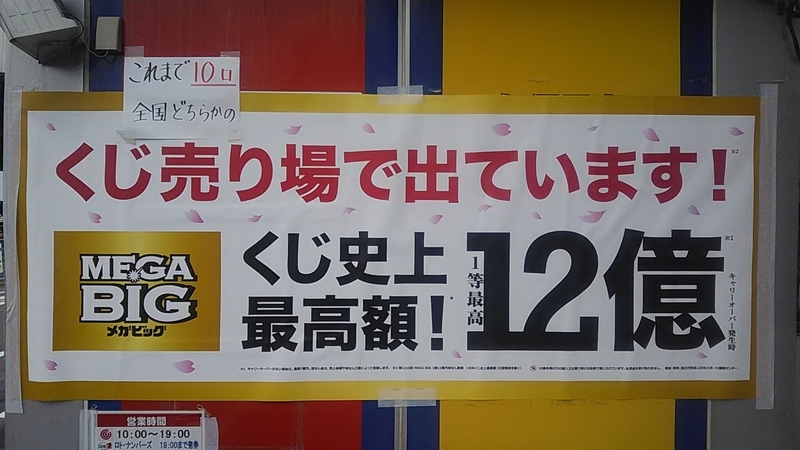 これまで10口
全国どちらかの
くじ売り場で出ています！
※2
MEGA
BIG
メガビッグ
くじ史上
最高額！
※
1等最高
12億
※1
キャリーオーバー発生時
営業時間
10:00～19:00
ロト・ナンバーズ 19:00まで発券